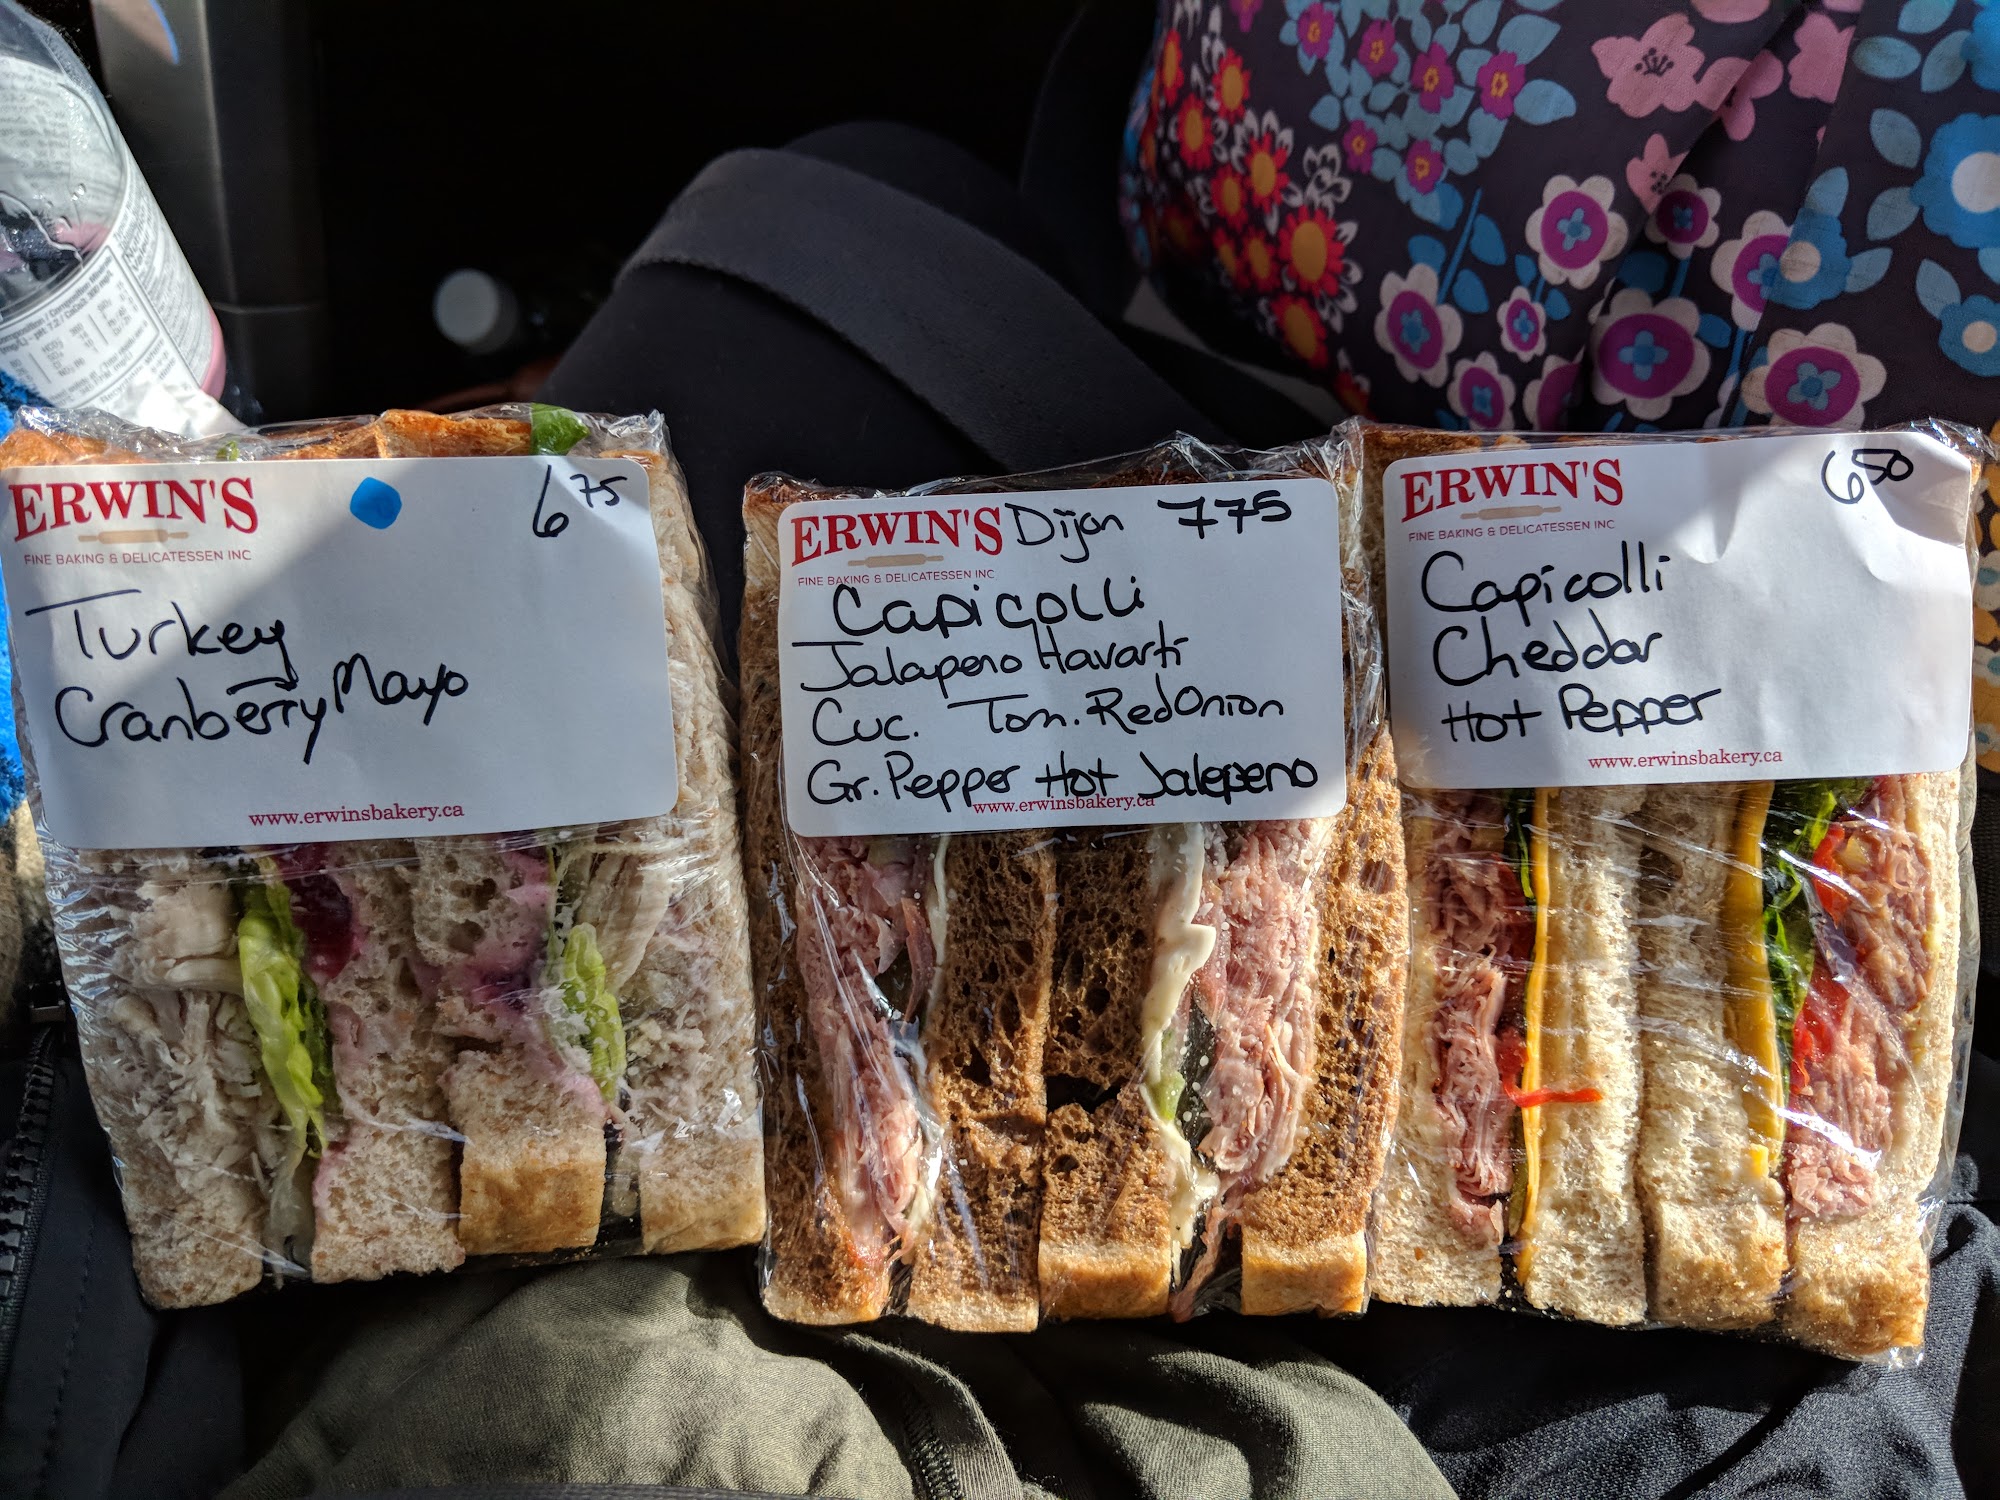 ERWIN'S
6 75
FINE BAKING & DELICATESSEN INC
Turkey
Cranberry Mayo
www.erwinsbakery.ca
ERWIN'S Dijon 775
FINE BAKING & DELICATESSEN INC
Capicolli
Jalapeno Havarti
Cuc. Tom. Red Onion
Gr. Pepper Hot Jalepeno
www.erwinsbakery.ca
ERWIN'S
6 50
FINE BAKING & DELICATESSEN INC
Capicolli
Cheddar
Hot Pepper
www.erwinsbakery.ca